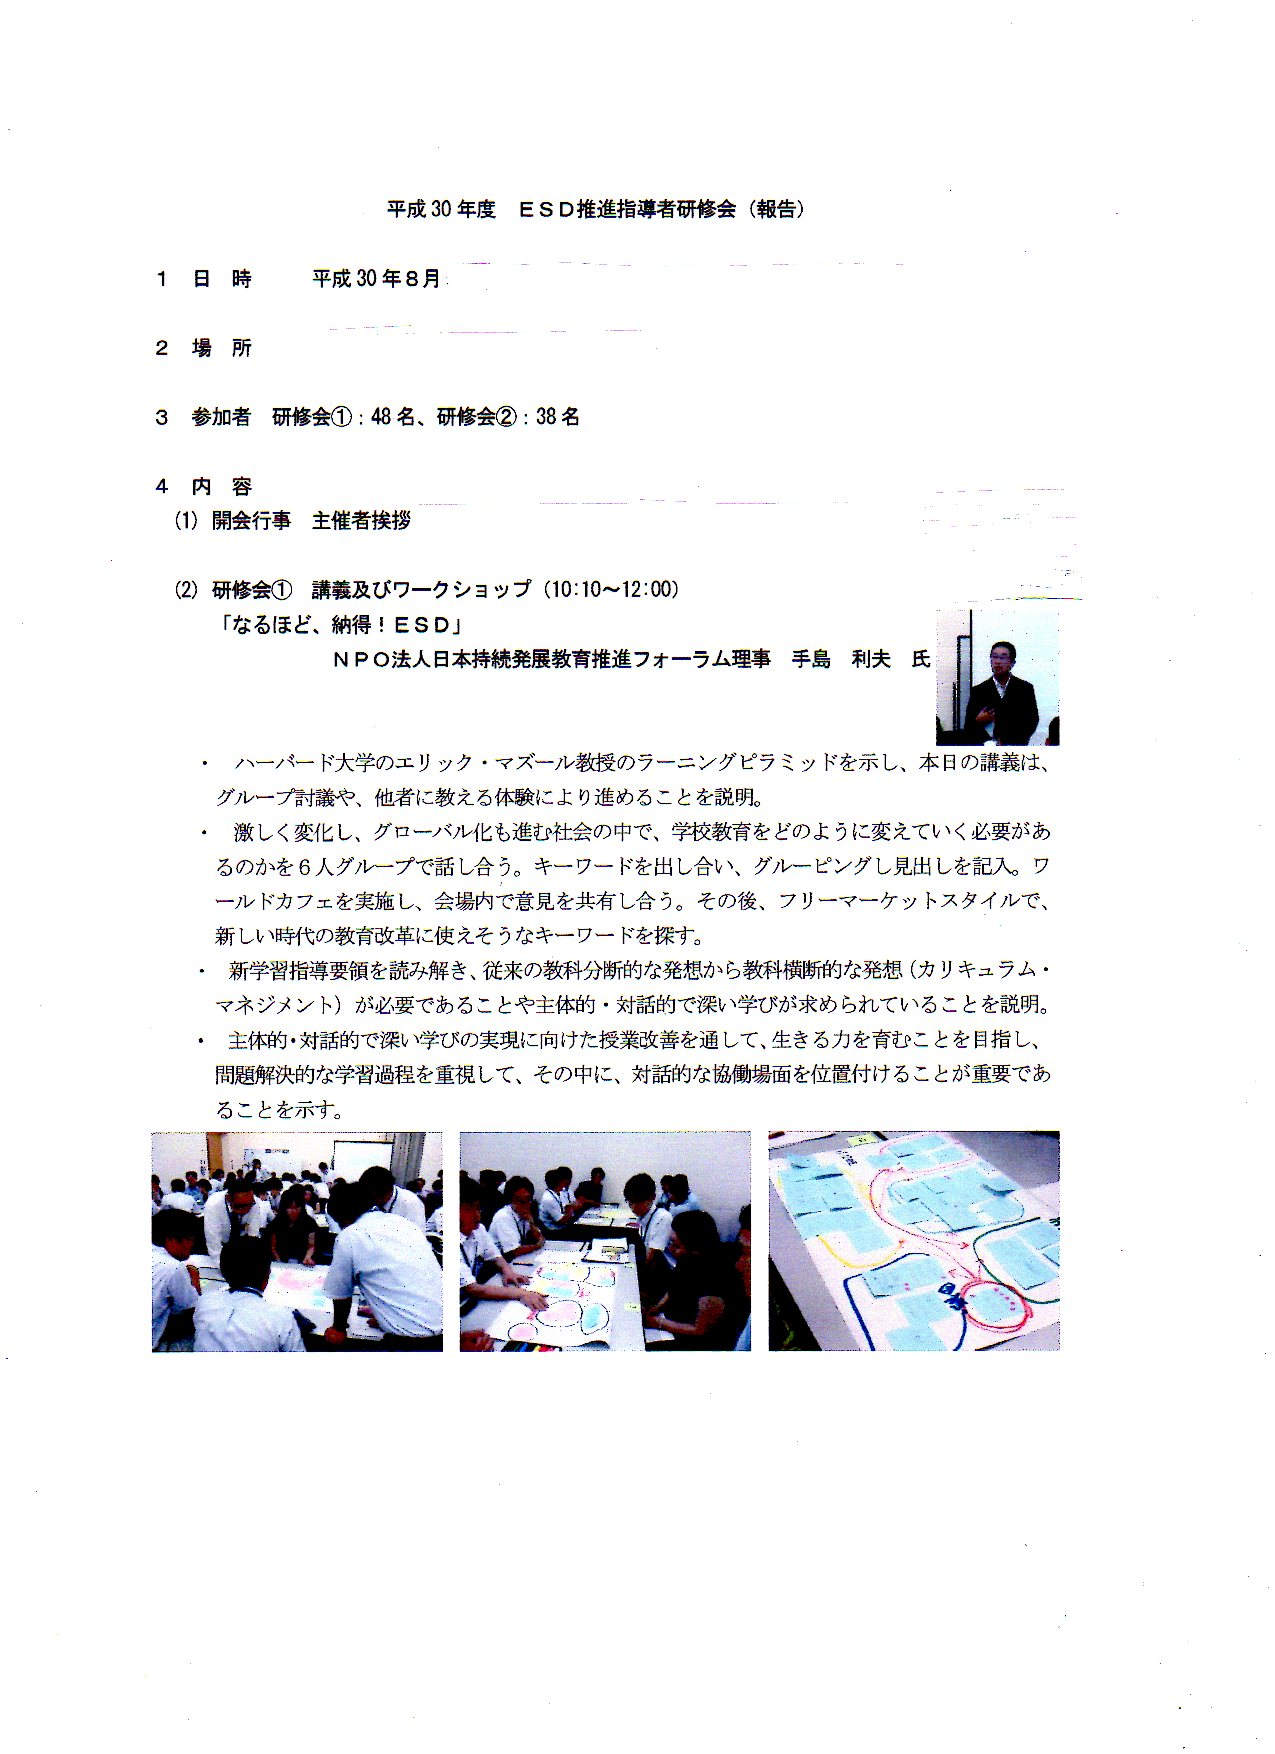 平成30年度　ＥＳＤ推進指導者研修会（報告）
１　日　時　　　平成30年８月
２　場　所
３　参加者　研修会①：48名、研修会②：38名
４　内　容
(1)　開会行事　主催者挨拶
(2)　研修会①　講義及びワークショップ（10:10～12:00）
「なるほど、納得！ＥＳＤ」
ＮＰＯ法人日本持続発展教育推進フォーラム理事　手島　利夫　氏
・　ハーバード大学のエリック・マズール教授のラーニングピラミッドを示し、本日の講義は、
グループ討議や、他者に教える体験により進めることを説明。
・　激しく変化し、グローバル化も進む社会の中で、学校教育をどのように変えていく必要があ
るのかを６人グループで話し合う。キーワードを出し合い、グルーピングし見出しを記入。ワ
ールドカフェを実施し、会場内で意見を共有し合う。その後、フリーマーケットスタイルで、
新しい時代の教育改革に使えそうなキーワードを探す。
・　新学習指導要領を読み解き、従来の教科分断的な発想から教科横断的な発想（カリキュラム・
マネジメント）が必要であることや主体的・対話的で深い学びが求められていることを説明。
・　主体的・対話的で深い学びの実現に向けた授業改善を通して、生きる力を育むことを目指し、
問題解決的な学習過程を重視して、その中に、対話的な協働場面を位置付けることが重要であ
ることを示す。